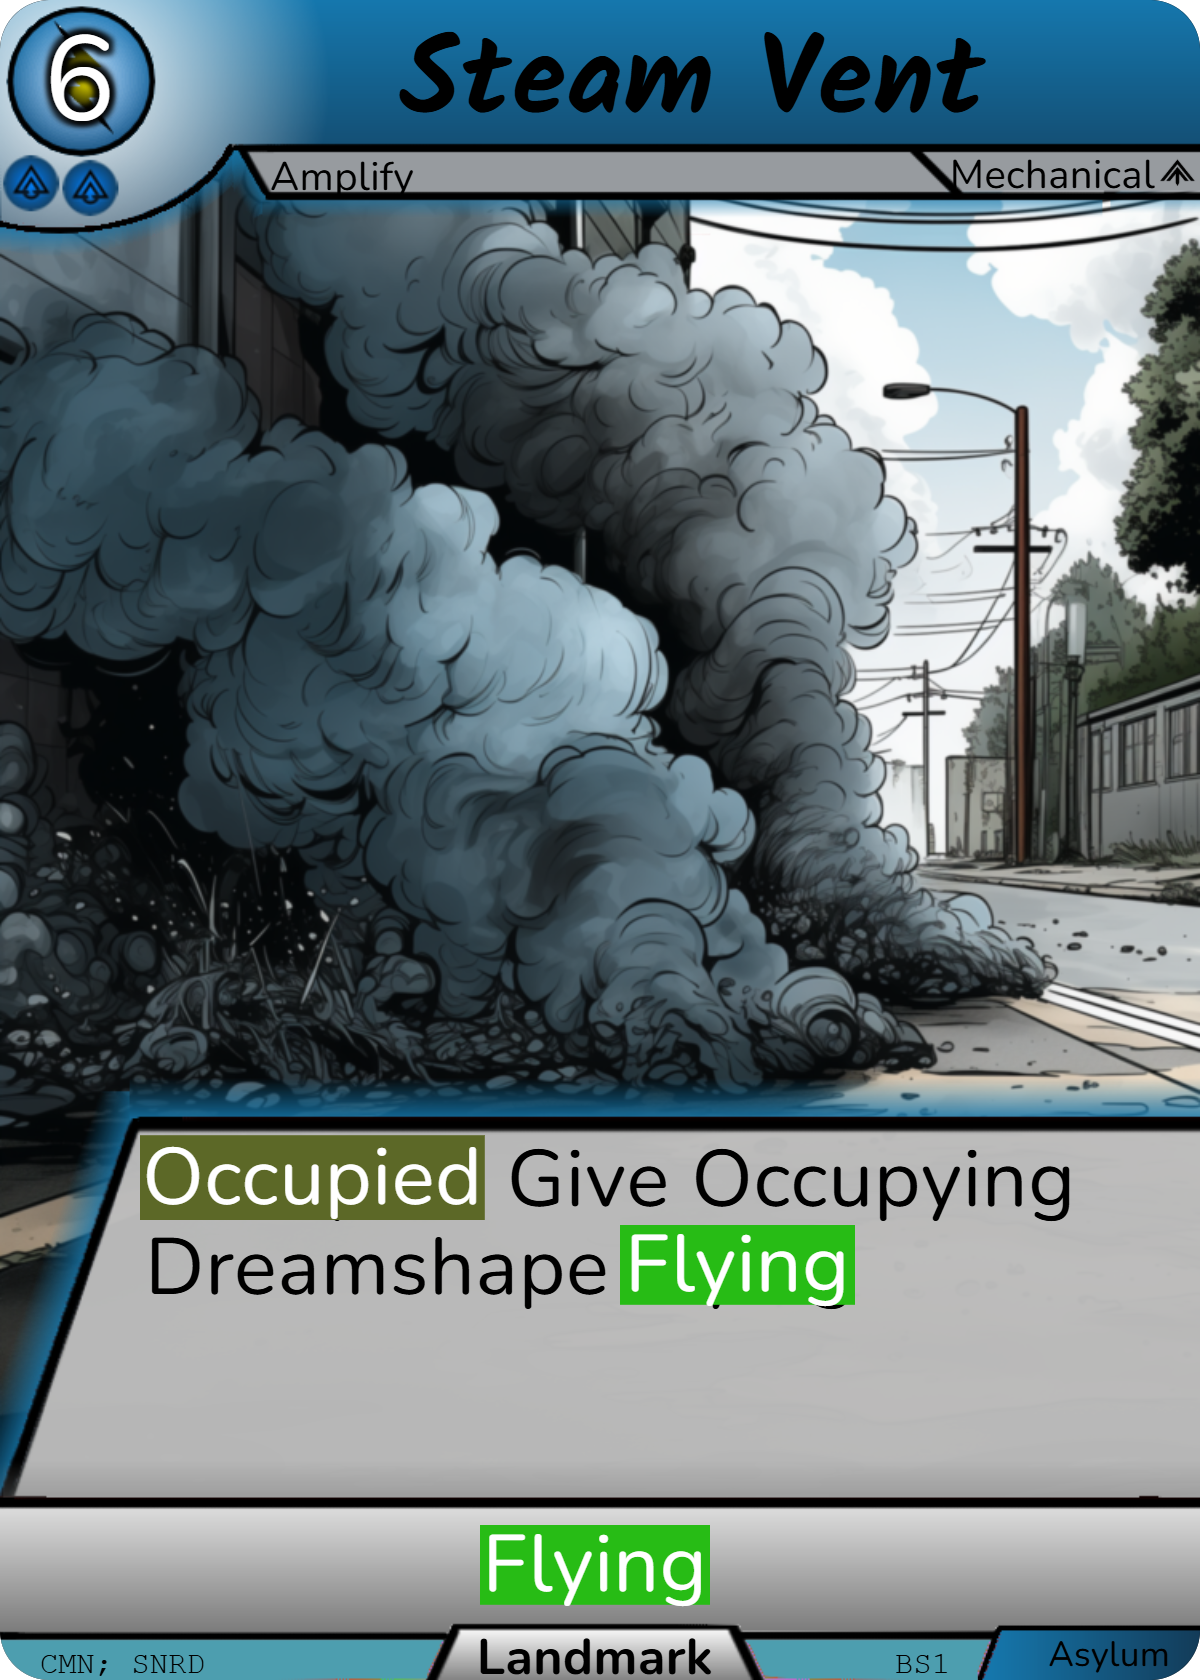 6
Steam Vent
Amplify
Mechanical
Occupied Give Occupying
Dreamshape Flying
Flying
CMN; SNRD
Landmark
BS1
Asylum